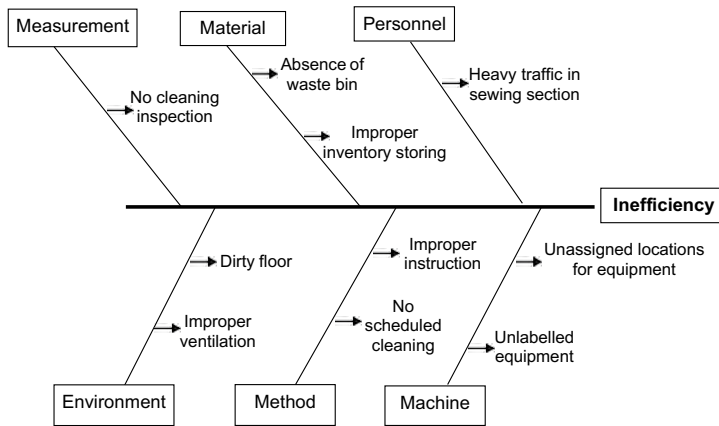 Measurement
Material
Personnel
No cleaning
inspection
Absence of
waste bin
Improper
inventory storing
Heavy traffic in
sewing section
Inefficiency
Dirty floor
Improper
ventilation
Improper
instruction
No
scheduled
cleaning
Unassigned locations
for equipment
Unlabelled
equipment
Environment
Method
Machine